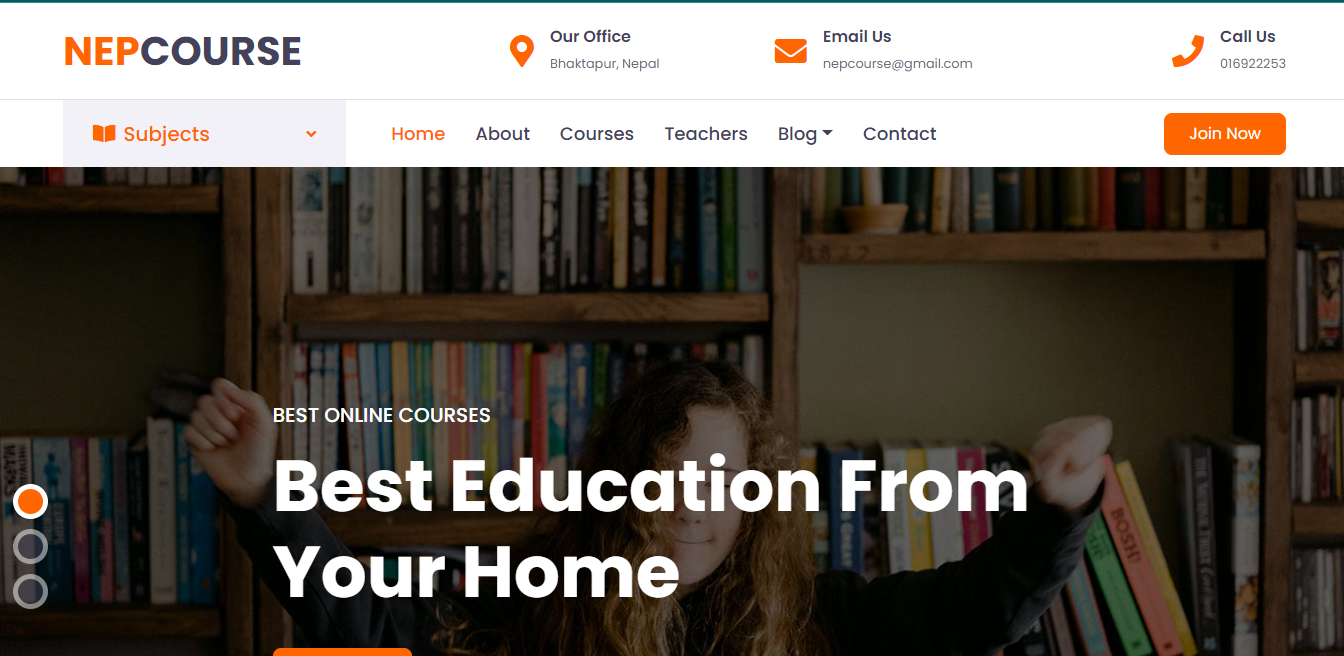 NEPCOURSE
Our Office
Bhaktapur, Nepal
Email Us
nepcourse@gmail.com
Call Us
016922253
Subjects
Home About Courses Teachers Blog Contact
Join Now
BEST ONLINE COURSES
Best Education From
Your Home
BOSH!